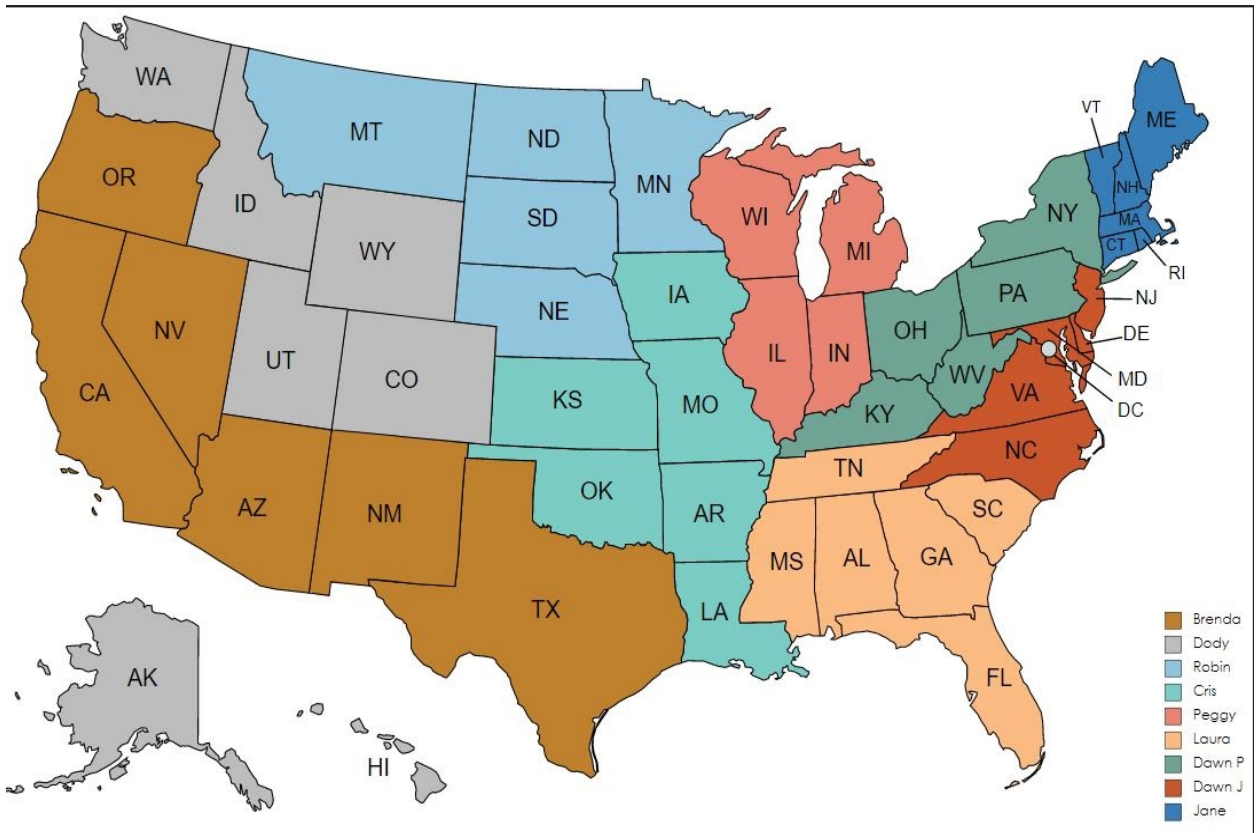 WA
MT
ND
MN
OR
ID
SD
WY
WI
MI
VT
ME
NH
NY
MA
CT
RI
NE
IA
PA
NJ
NV
UT
CO
IL
IN
OH
DE
WV
MD
CA
KS
MO
KY
VA
DC
NC
AZ
NM
OK
AR
TN
SC
MS
AL
GA
TX
LA
FL
AK
HI
Brenda
Dody
Robin
Cris
Peggy
Laura
Dawn P
Dawn J
Jane